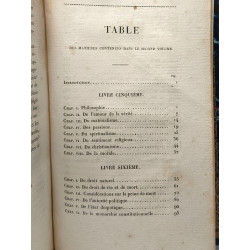 TABLE
DES MATIÈRES CONTENUES DANS LE SECOND VOLUME
INTRODUCTION
LIVRE CINQUIÈME.
CHAP. I. Philosophie
CHAP. II. De l'amour de la vérité
CHAP. III. Du matérialisme
CHAP. IV. Des passions
CHAP. V. Du spiritualisme
CHAP. VI. Du sentiment religieux
CHAP. VII. Du christianisme
CHAP. VIII. De la morale
LIVRE SIXIÈME.
CHAP. I. Du droit naturel
CHAP. II. Du droit de vie et de mort
CHAP. III. Considérations sur la peine de mort
CHAP. IV. De l'autorité politique
CHAP. V. De l'état despotique
CHAP. VI. De la monarchie constitutionnelle